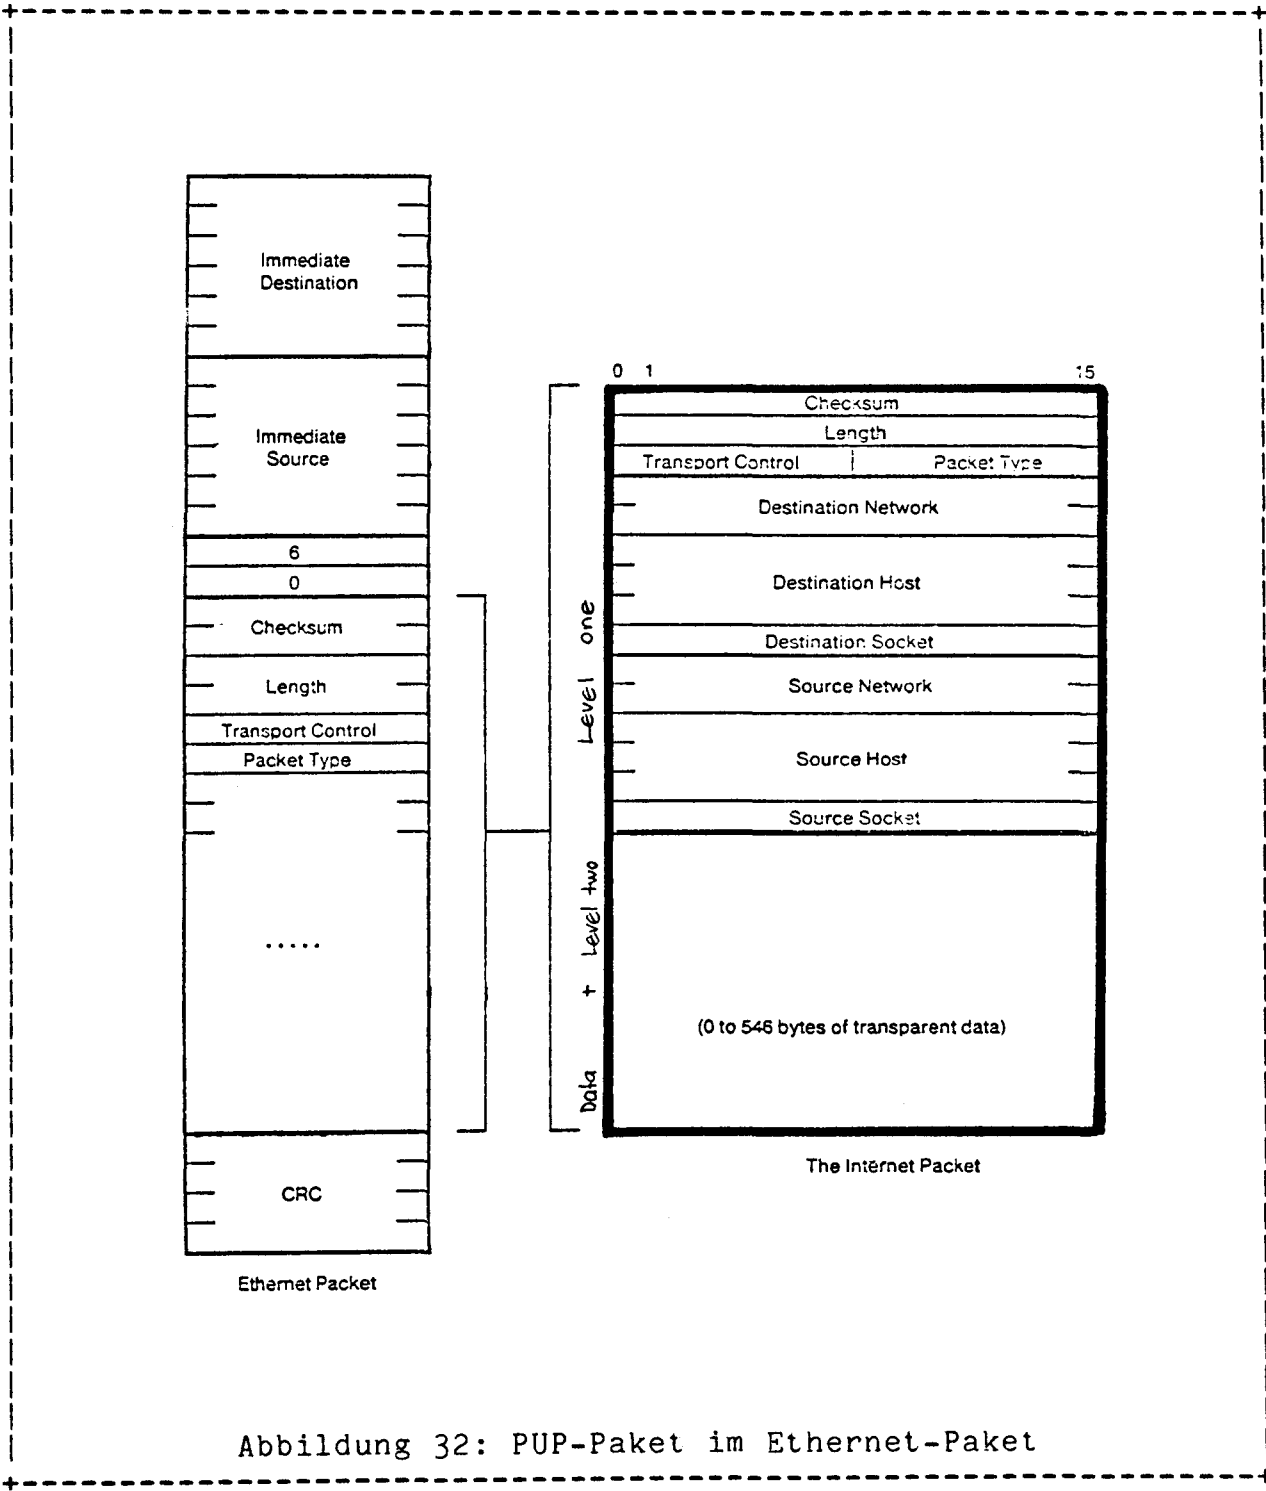 Immediate
Destination
Immediate
Source
6
0
Checksum
Length
Transport Control
Packet Type
.....
CRC
Ethernet Packet
0 1 15
Checksum
Length
Transport Control Packet Type
Destination Network
Destination Host
Destination Socket
Source Network
Source Host
Source Socket
(0 to 546 bytes of transparent data)
The Internet Packet
Level one
Data + Level two
Abbildung 32: PUP-Paket im Ethernet-Paket